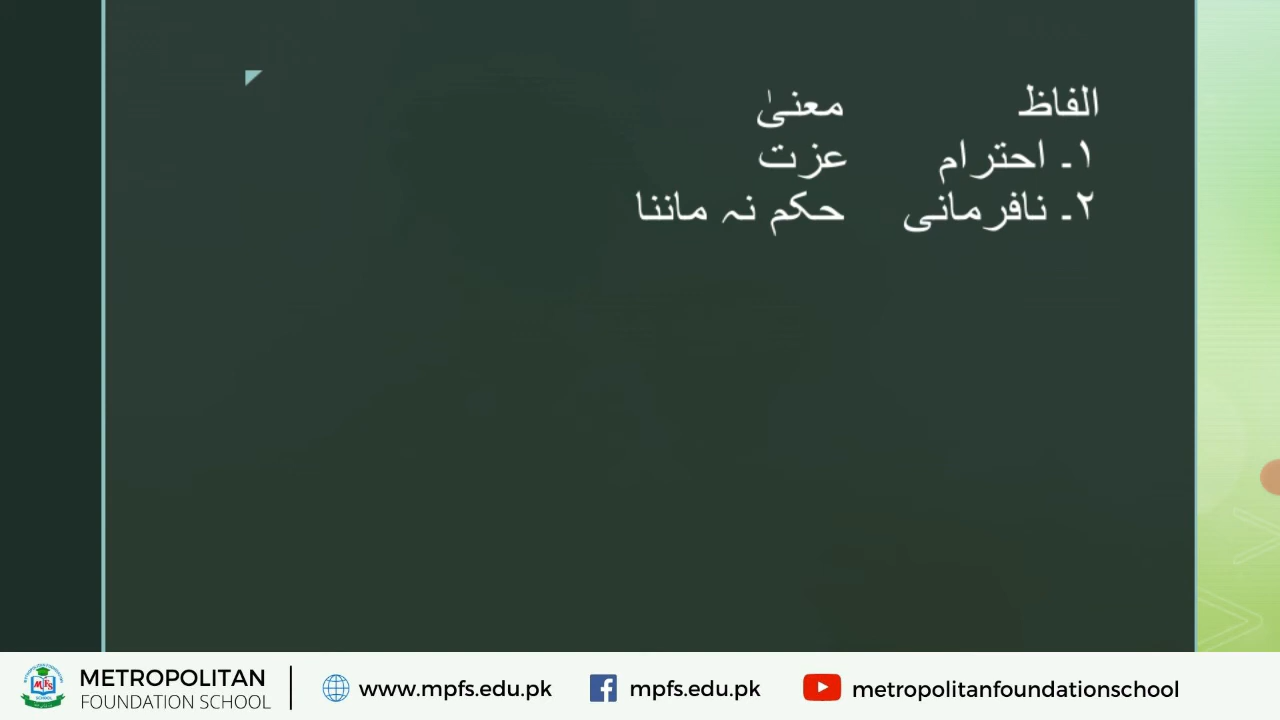 الفاظ معنیٰ
۱۔ احترام عزت
۲۔ نافرمانی حکم نہ ماننا
METROPOLITAN
FOUNDATION SCHOOL
www.mpfs.edu.pk
mpfs.edu.pk
metropolitanfoundationschool